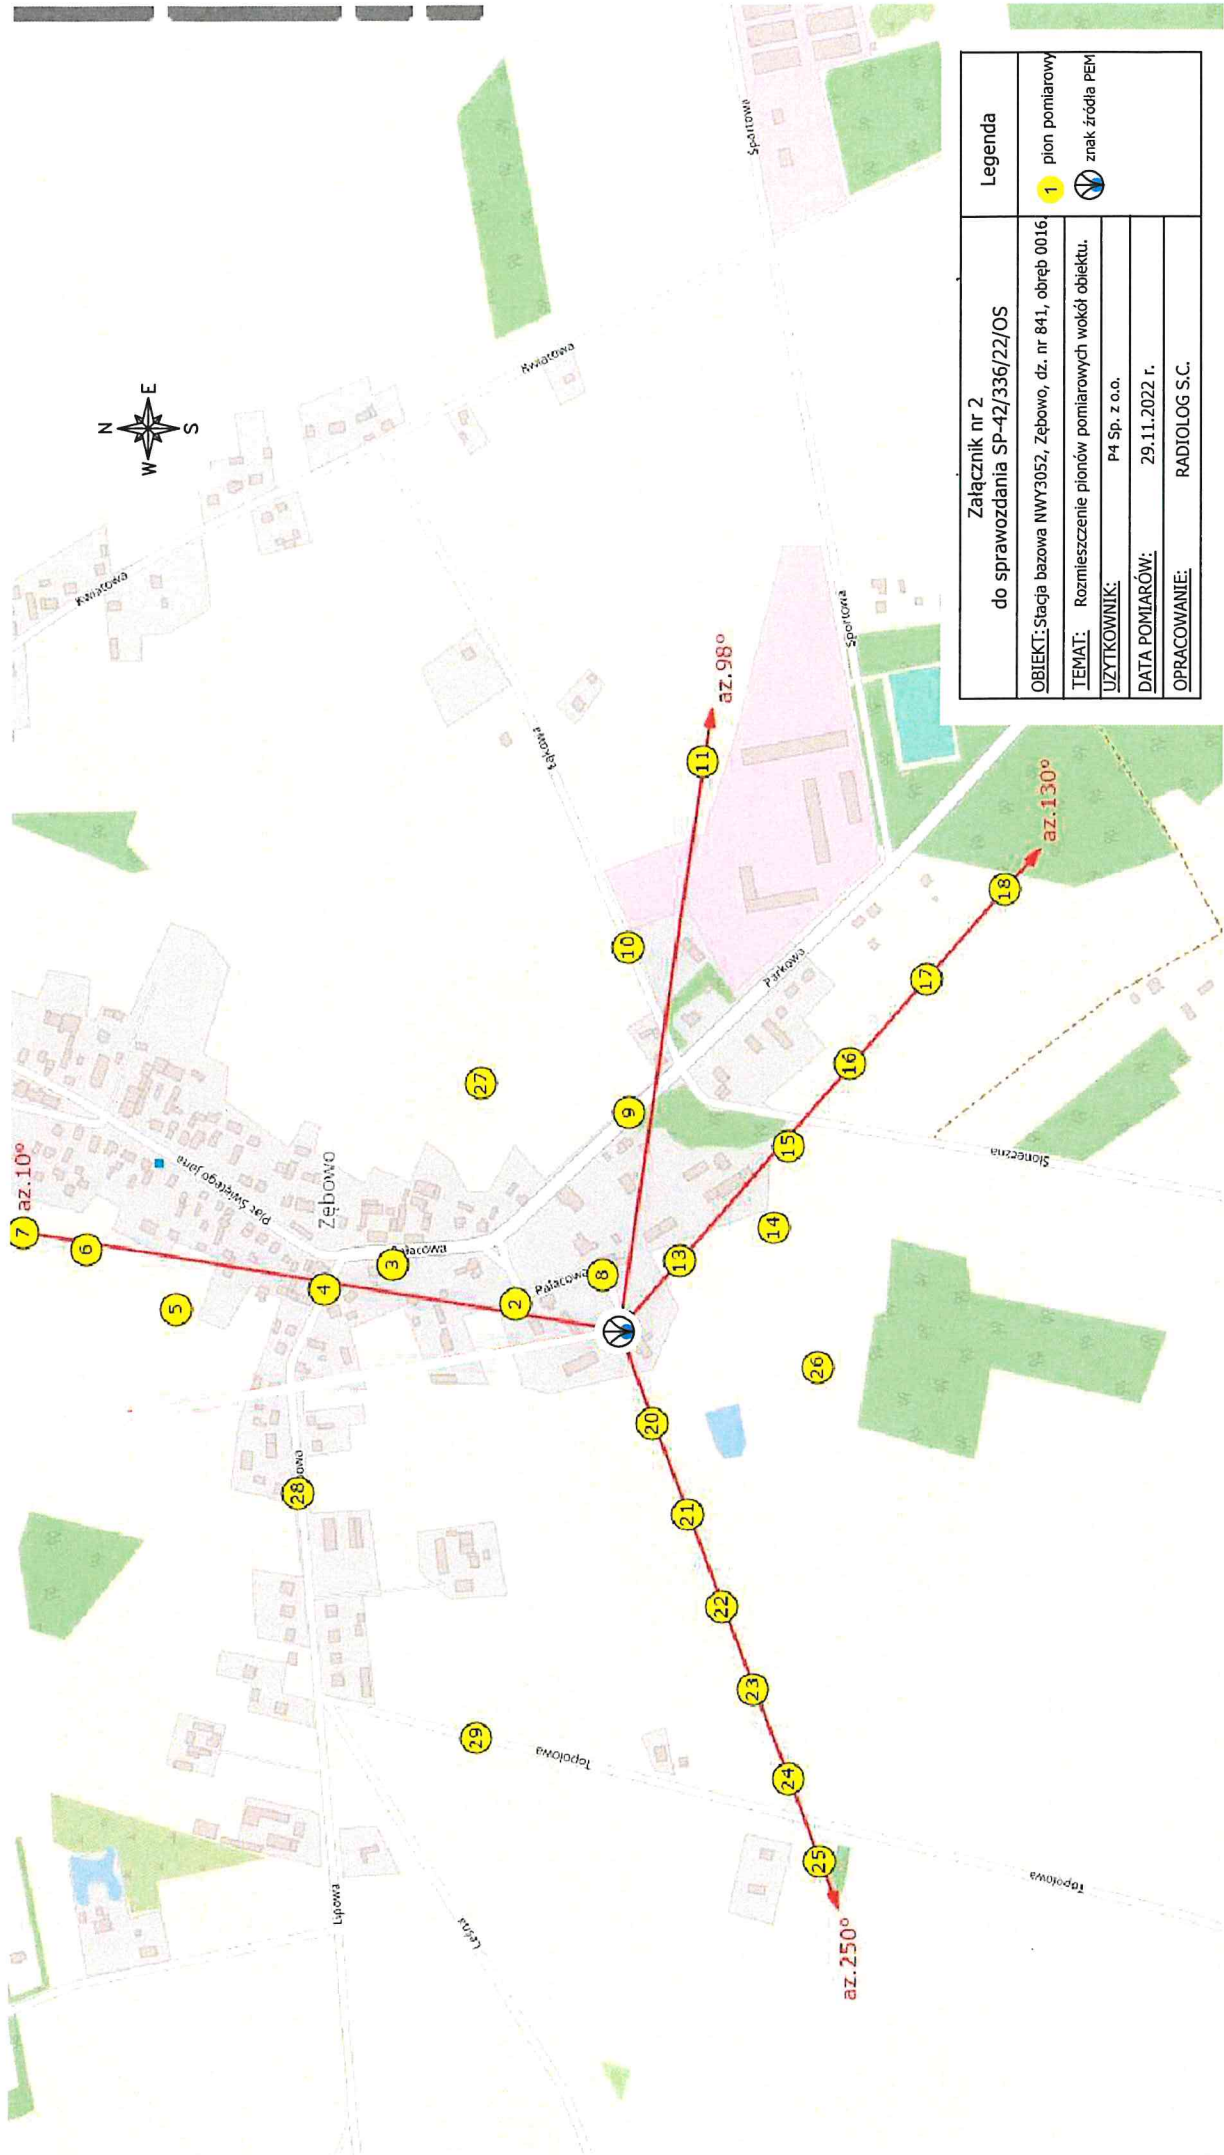 Załącznik nr 2
do sprawozdania SP-42/336/22/OS
OBIEKT: Stacja bazowa NWY3052, Zębowo, dz. nr 841, obręb 0016.
TEMAT: Rozmieszczenie pionów pomiarowych wokół obiektu.
UŻYTKOWNIK: P4 Sp. z o.o.
DATA POMIARÓW: 29.11.2022 r.
OPRACOWANIE: RADIOLOG S.C.
Legenda
1 pion pomiarowy
znak źródła PEM
N
W E
S
az.10°
az.98°
az.130°
az.250°
Zębowo
Plac Świętego Jana
Pałacowa
Pałacowa
Kwiatowa
Kwiatowa
Łąkowa
Sportowa
Sportowa
Parkowa
Słoneczna
Topolowa
Topolowa
Lipowa
Leśna
2
3
4
5
6
7
8
9
10
11
13
14
15
16
17
18
20
21
22
23
24
25
26
27
28
29